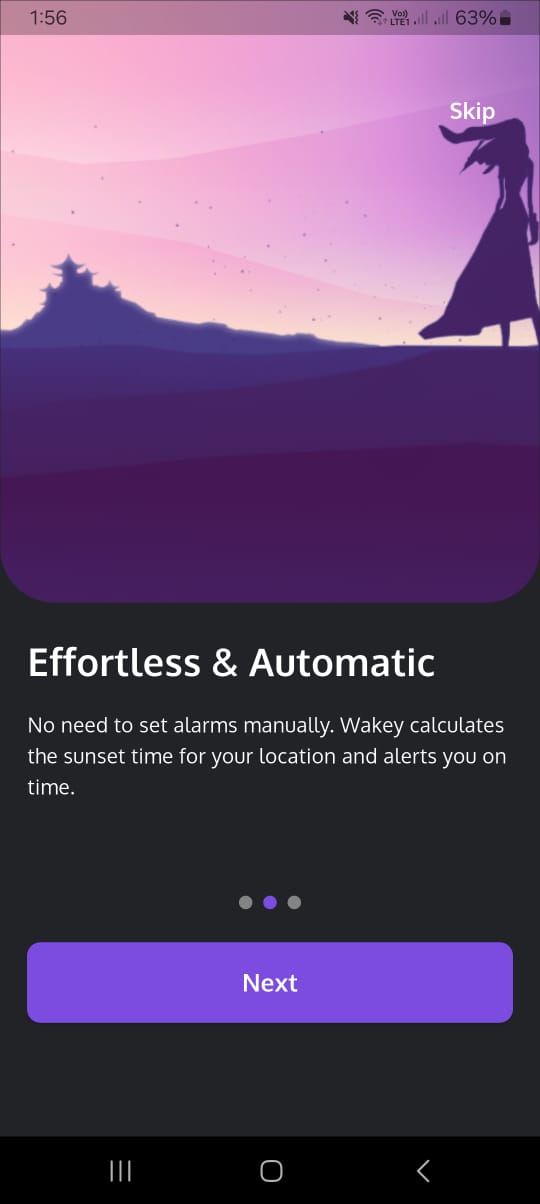 1:56
Vo))
LTE1
63%
Skip
Effortless & Automatic
No need to set alarms manually. Wakey calculates
the sunset time for your location and alerts you on
time.
Next